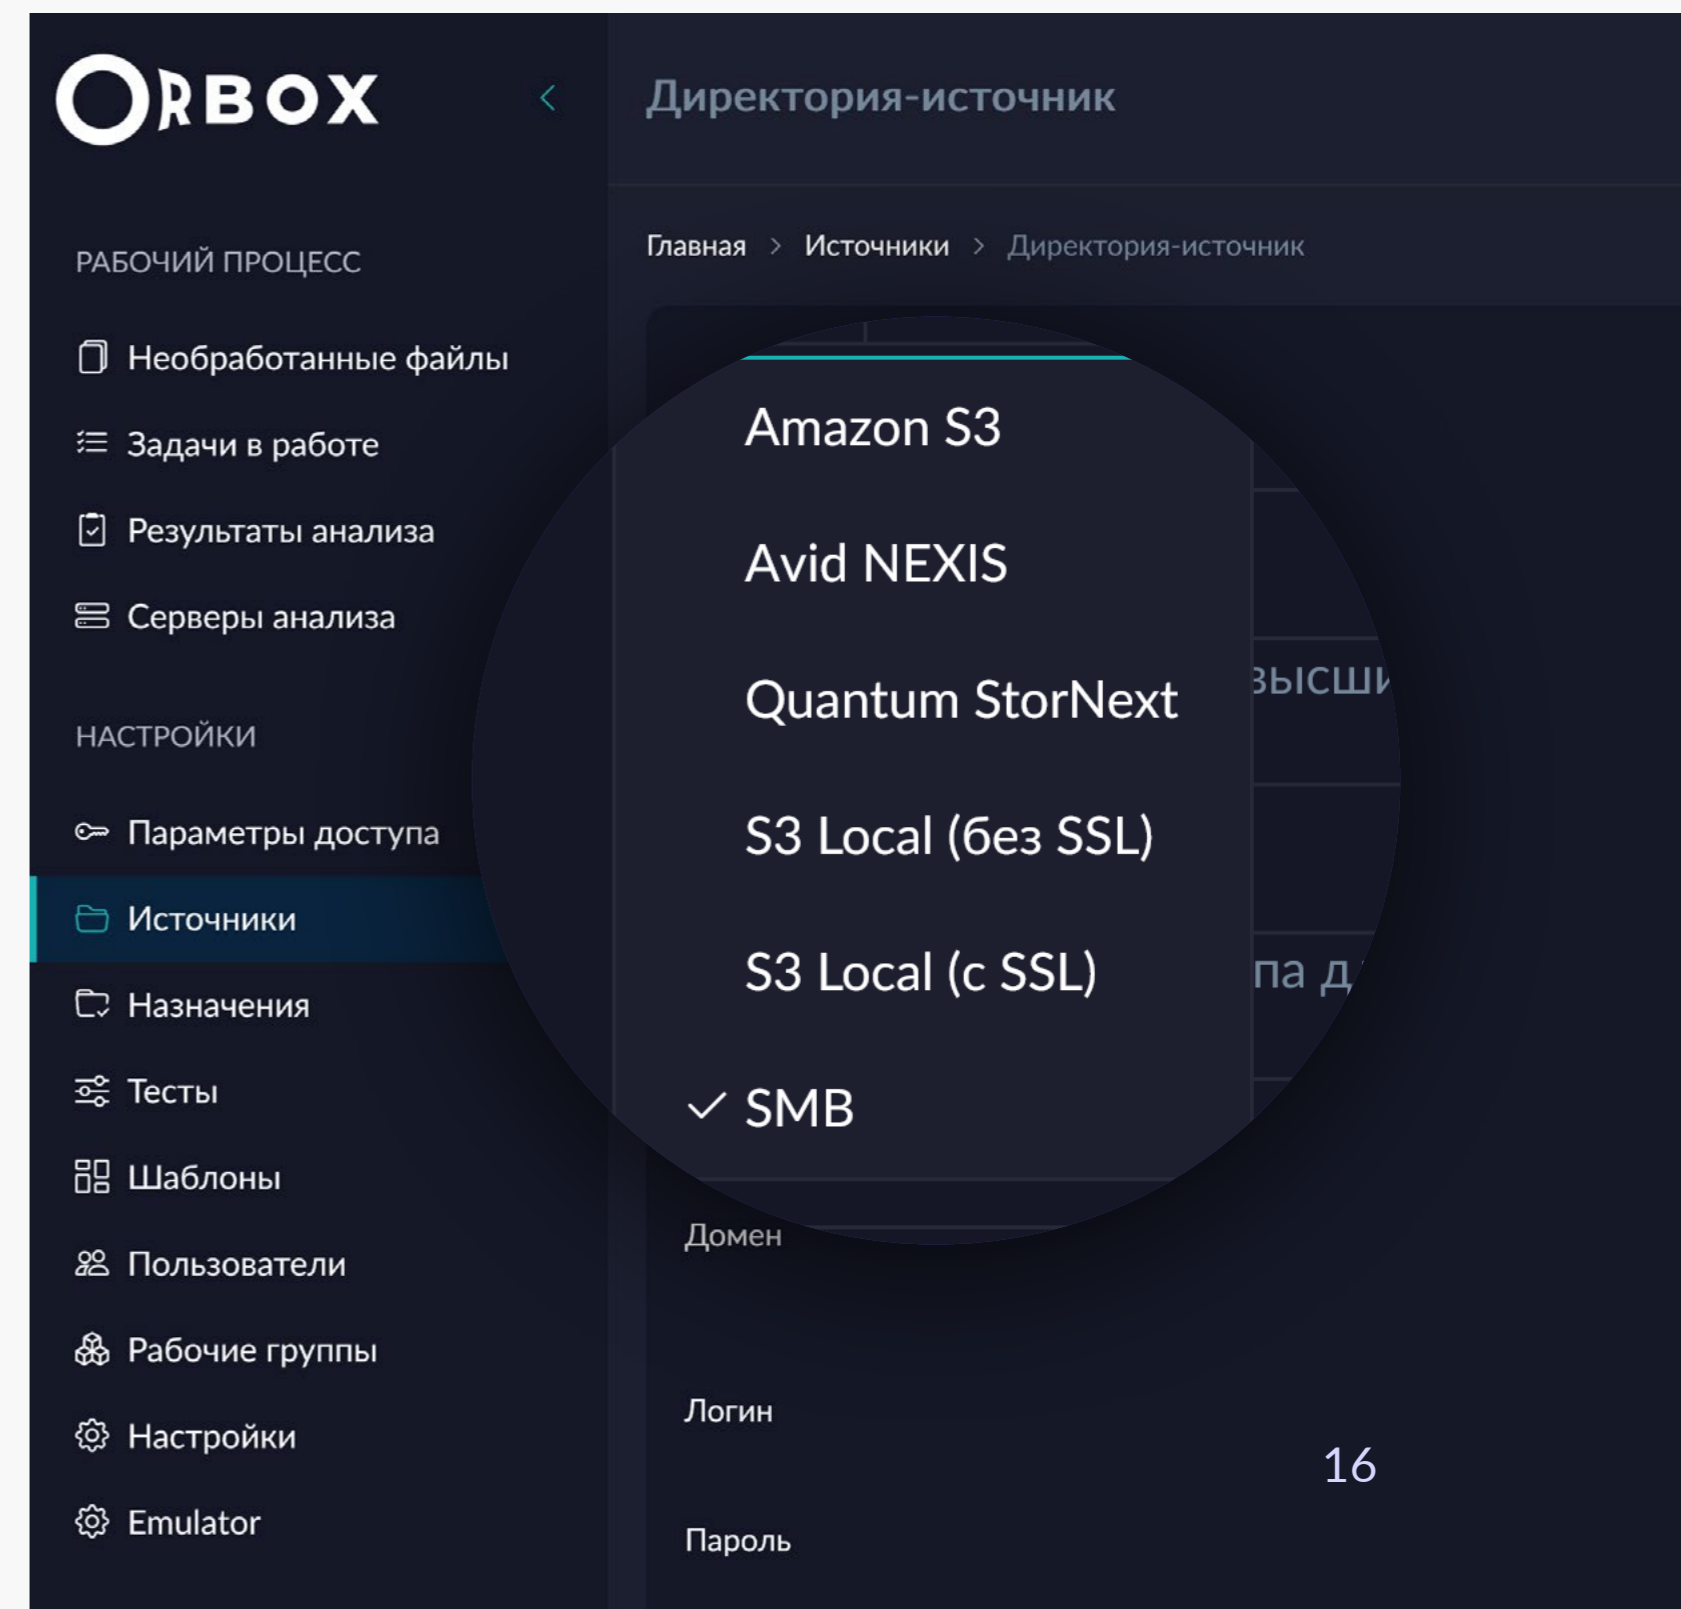 ORBOX
Директория-источник
РАБОЧИЙ ПРОЦЕСС
Необработанные файлы
Задачи в работе
Результаты анализа
Серверы анализа
НАСТРОЙКИ
Параметры доступа
Источники
Назначения
Тесты
Шаблоны
Пользователи
Рабочие группы
Настройки
Emulator
Главная > Источники > Директория-источник
Amazon S3
Avid NEXIS
Quantum StorNext
S3 Local (без SSL)
S3 Local (с SSL)
SMB
Домен
Логин
Пароль
16